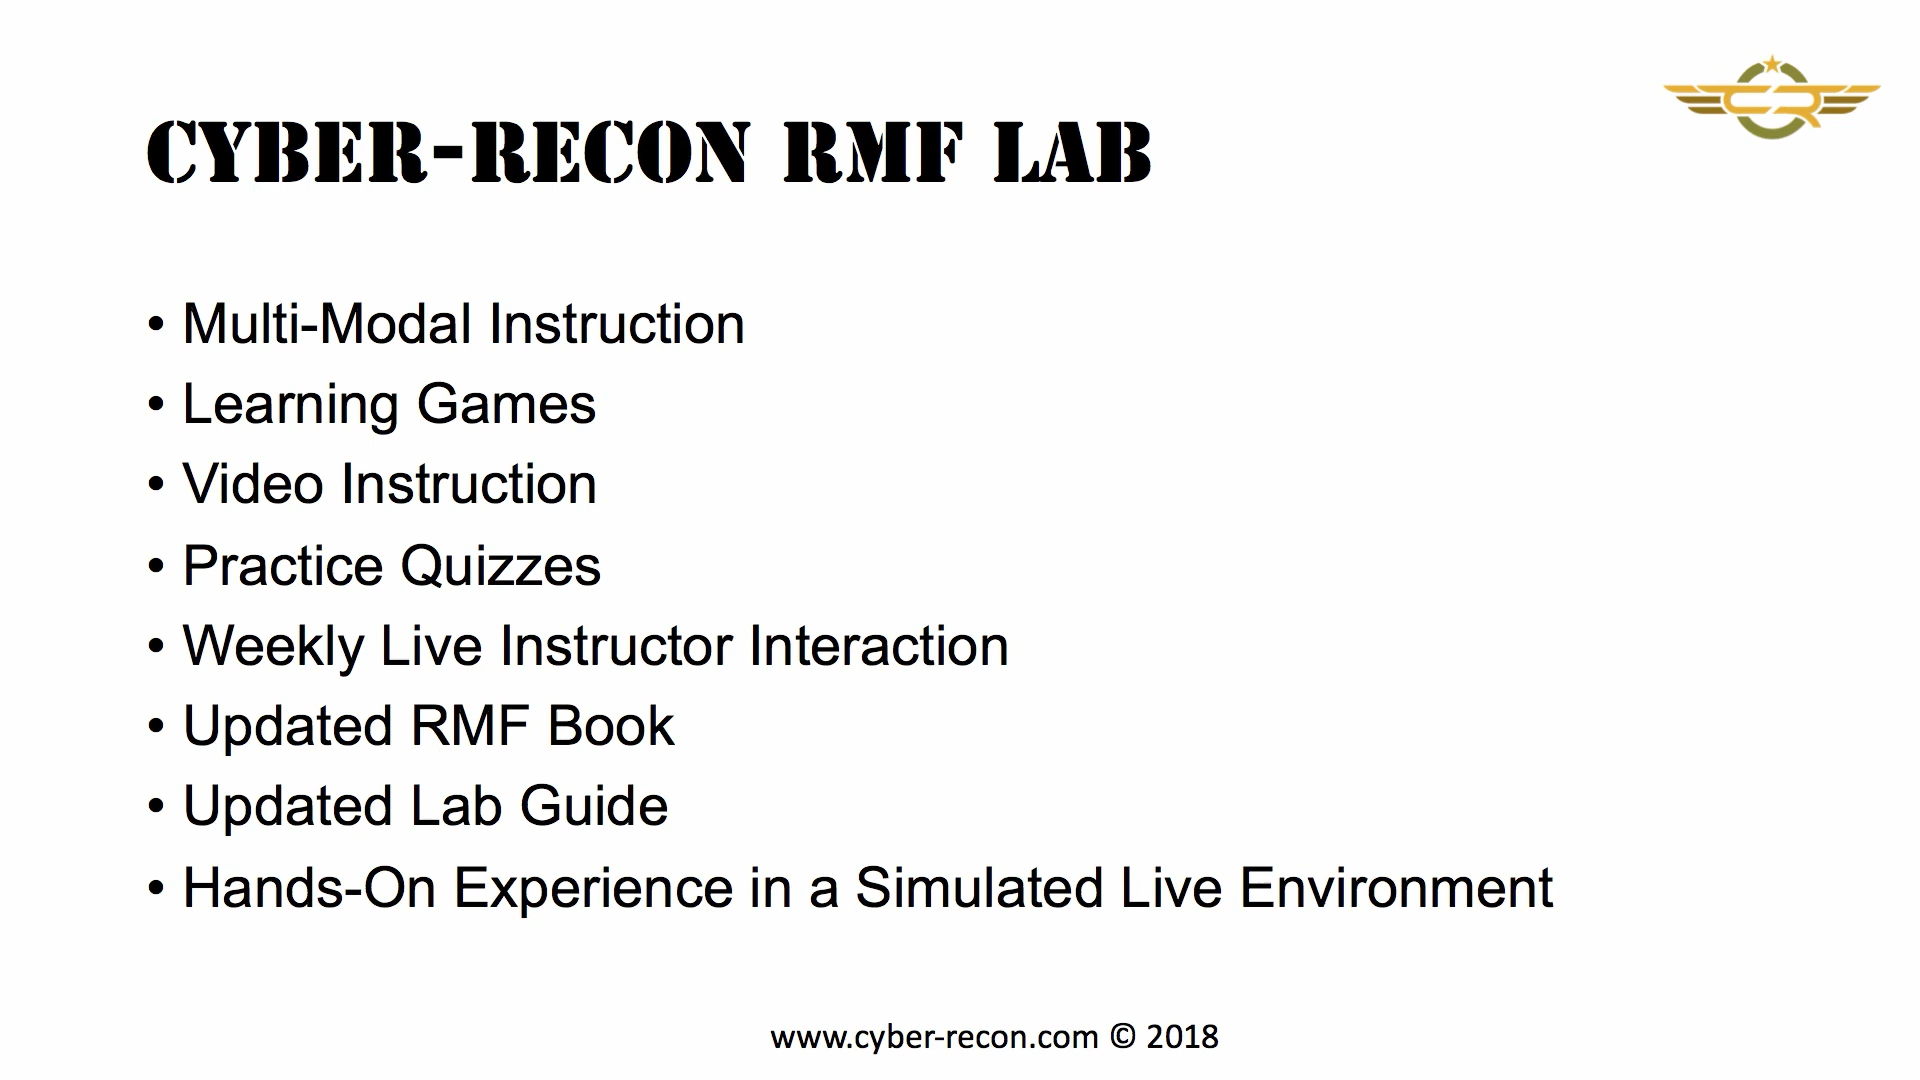 CYBER-RECON RMF LAB
CR
• Multi-Modal Instruction
• Learning Games
• Video Instruction
• Practice Quizzes
• Weekly Live Instructor Interaction
• Updated RMF Book
• Updated Lab Guide
• Hands-On Experience in a Simulated Live Environment
www.cyber-recon.com © 2018